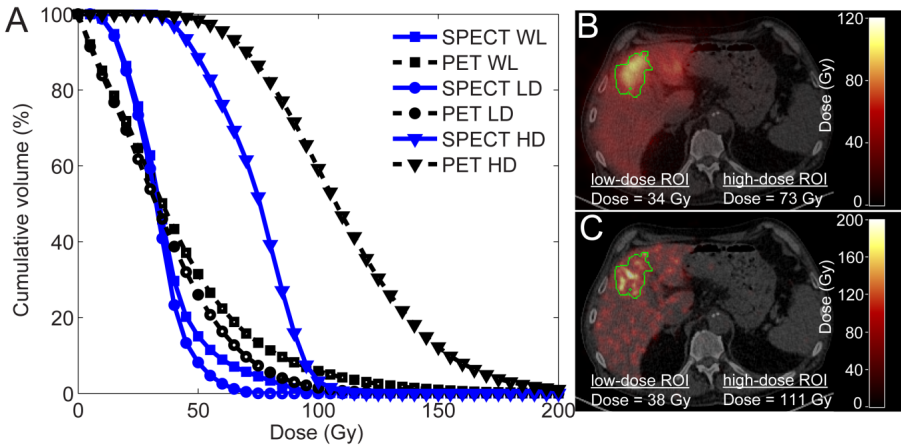 A
100
80
60
40
20
0
Cumulative volume (%)
0
50
100
150
200
Dose (Gy)
SPECT WL
PET WL
SPECT LD
PET LD
SPECT HD
PET HD
B
low-dose ROI
Dose = 34 Gy
high-dose ROI
Dose = 73 Gy
120
80
40
0
Dose (Gy)
C
low-dose ROI
Dose = 38 Gy
high-dose ROI
Dose = 111 Gy
200
160
120
80
40
0
Dose (Gy)